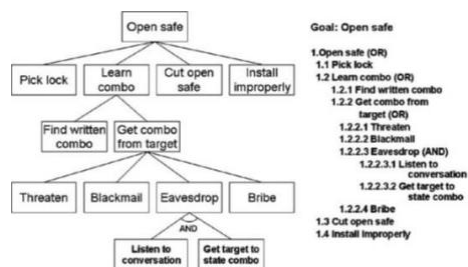 Open safe
Pick lock
Learn
combo
Cut open
safe
Install
improperly
Find written
combo
Get combo
from target
Threaten
Blackmail
Eavesdrop
Bribe
AND
Listen to
conversation
Get target to
state combo
Goal: Open safe
1.Open safe (OR)
1.1 Pick lock
1.2 Learn combo (OR)
1.2.1 Find written combo
1.2.2 Get combo from
target (OR)
1.2.2.1 Threaten
1.2.2.2 Blackmail
1.2.2.3 Eavesdrop (AND)
1.2.2.3.1 Listen to
conversation
1.2.2.3.2 Get target to
state combo
1.2.2.4 Bribe
1.3 Cut open safe
1.4 Install Improperly